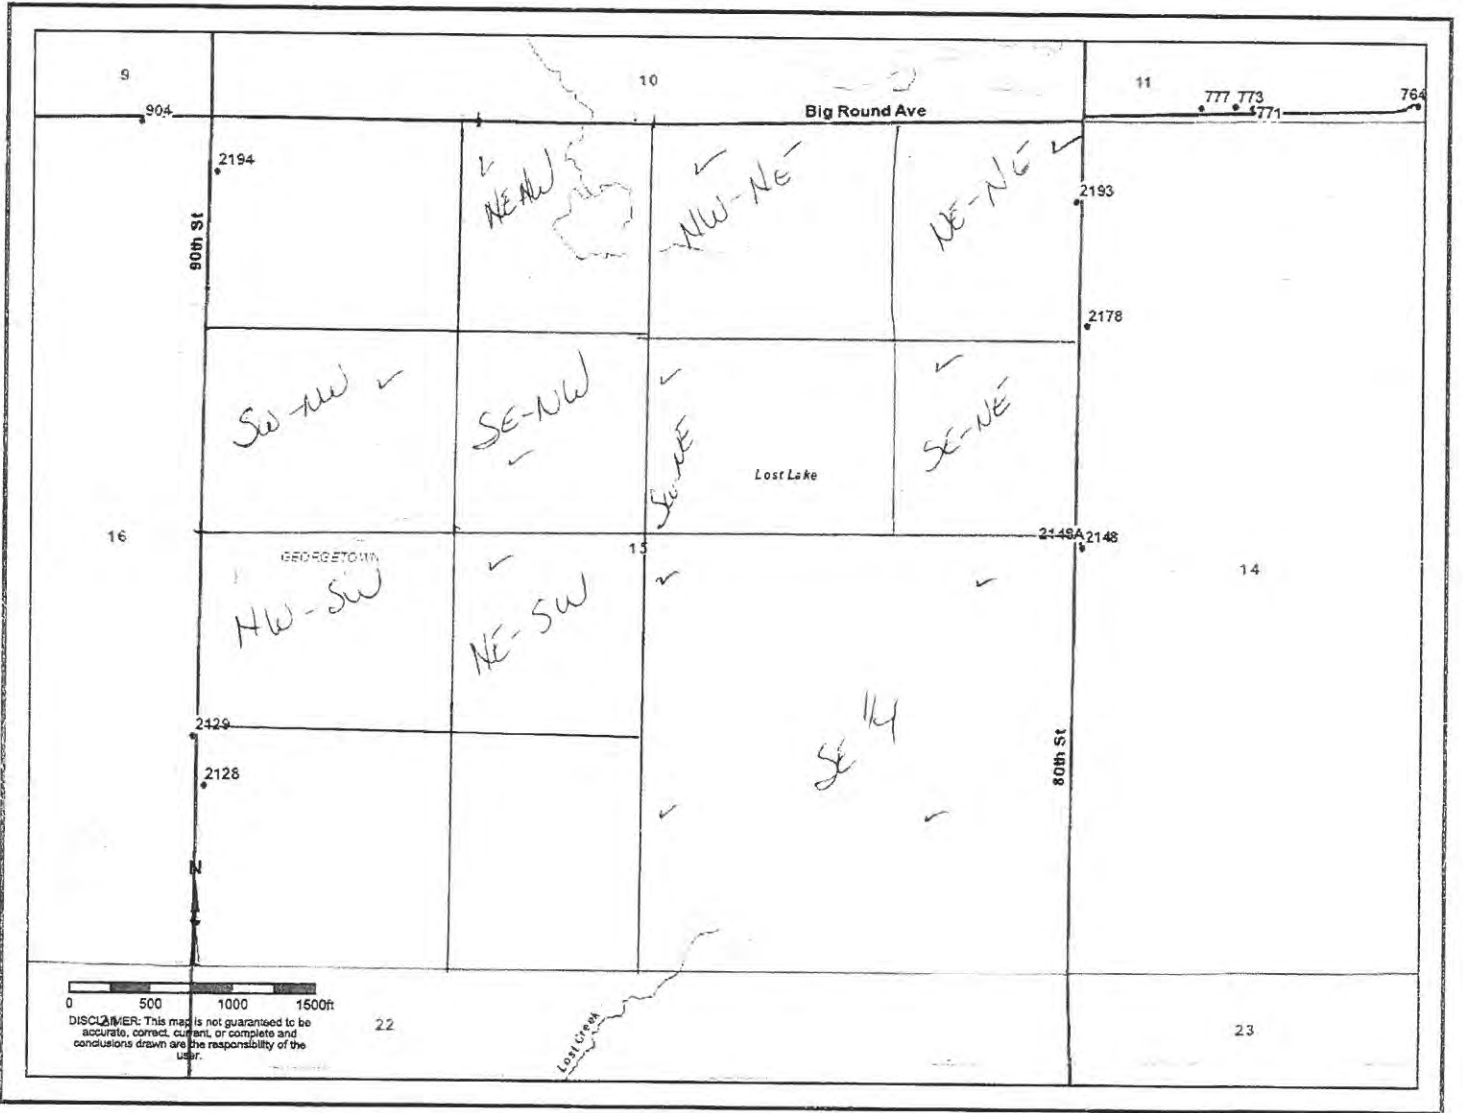 9
10
11
904
Big Round Ave
777 773
771
764
2194
90th St
✓
NENW
✓
NW-NE
NE-NE ✓
2193
2178
SW-NW ✓
SE-NW
✓
✓
SW-NE
Lost Lake
✓
SE-NE
16
GEORGETOWN
15
2148A 2148
14
NW-SW
✓
NE-SW
✓
✓
SE 1/4
2129
2128
80th St
✓
✓
N
0 500 1000 1500ft
DISCLAIMER: This map is not guaranteed to be
accurate, correct, current, or complete and
conclusions drawn are the responsibility of the
user.
22
Lost Creek
23